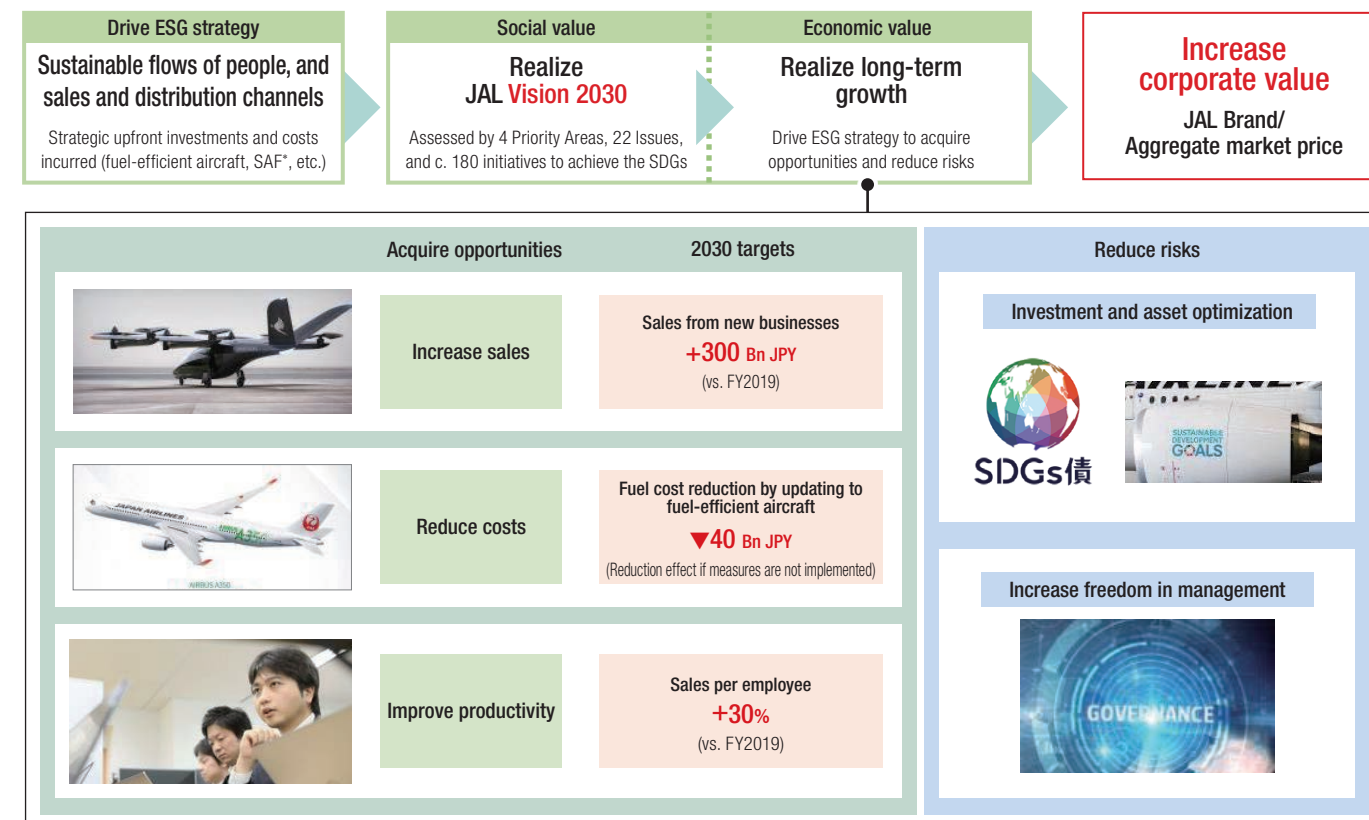 Drive ESG strategy
Sustainable flows of people, and
sales and distribution channels
Strategic upfront investments and costs
incurred (fuel-efficient aircraft, SAF*, etc.)
Social value
Realize
JAL Vision 2030
Assessed by 4 Priority Areas, 22 Issues,
and c. 180 initiatives to achieve the SDGs
Economic value
Realize long-term
growth
Drive ESG strategy to acquire
opportunities and reduce risks
Increase
corporate value
JAL Brand/
Aggregate market price
Acquire opportunities
2030 targets
Increase sales
Sales from new businesses
+300 Bn JPY
(vs. FY2019)
JAPAN AIRLINES
AIRBUS A350
Reduce costs
Fuel cost reduction by updating to
fuel-efficient aircraft
▼40 Bn JPY
(Reduction effect if measures are not implemented)
Improve productivity
Sales per employee
+30%
(vs. FY2019)
Reduce risks
Investment and asset optimization
SDGs債
SUSTAINABLE
DEVELOPMENT
GOALS
Increase freedom in management
GOVERNANCE